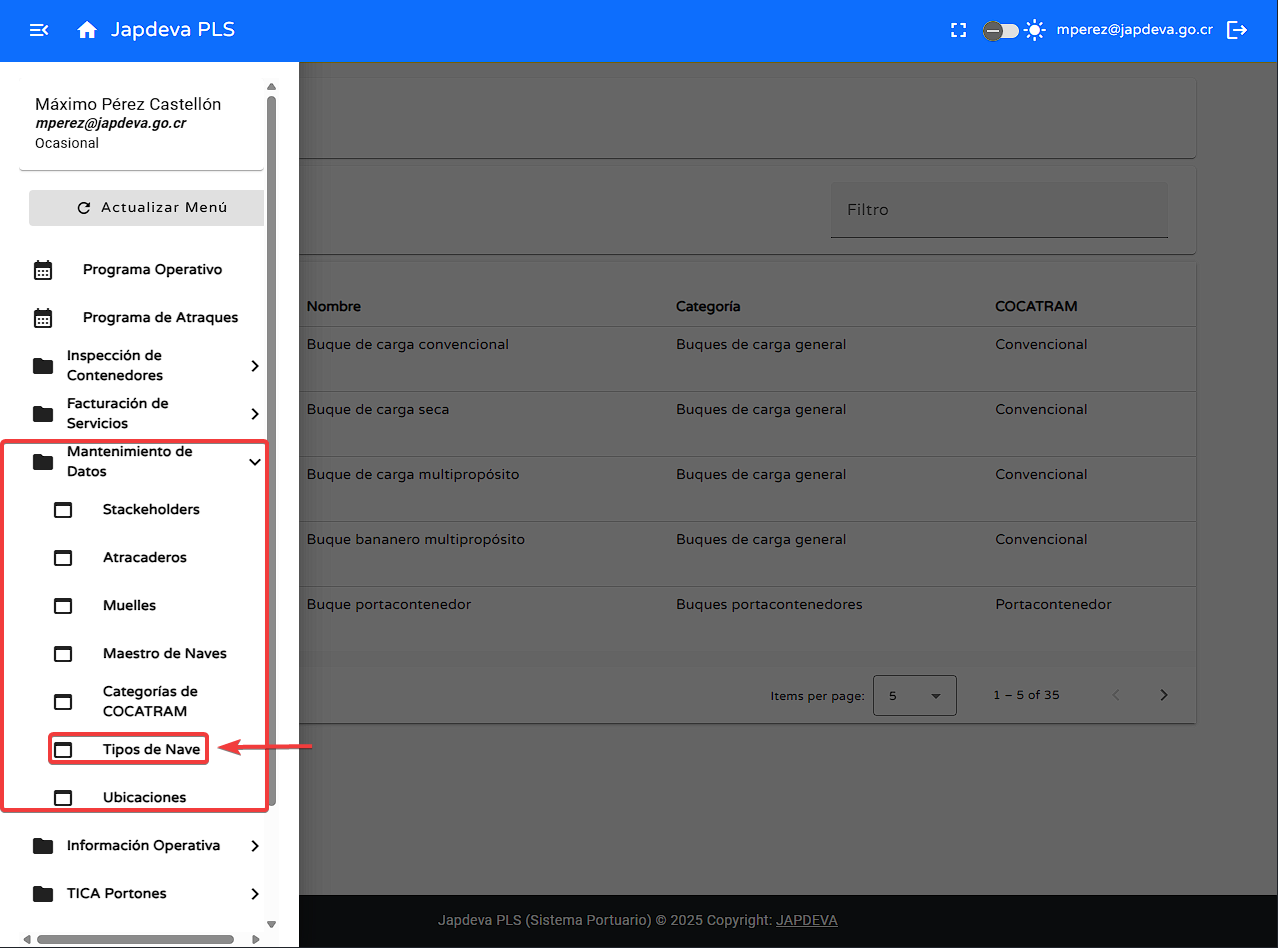 Japdeva PLS
mperez@japdeva.go.cr
Máximo Pérez Castellón
mperez@japdeva.go.cr
Ocasional
Actualizar Menú
Programa Operativo
Programa de Atraques
Inspección de
Contenedores
Facturación de
Servicios
Mantenimiento de
Datos
Stackeholders
Atracaderos
Muelles
Maestro de Naves
Categorías de
COCATRAM
Tipos de Nave
Ubicaciones
Información Operativa
TICA Portones
Filtro
Nombre Categoría COCATRAM
Buque de carga convencional Buques de carga general Convencional
Buque de carga seca Buques de carga general Convencional
Buque de carga multipropósito Buques de carga general Convencional
Buque bananero multipropósito Buques de carga general Convencional
Buque portacontenedor Buques portacontenedores Portacontenedor
Items per page: 5 1 – 5 of 35
Japdeva PLS (Sistema Portuario) © 2025 Copyright: JAPDEVA